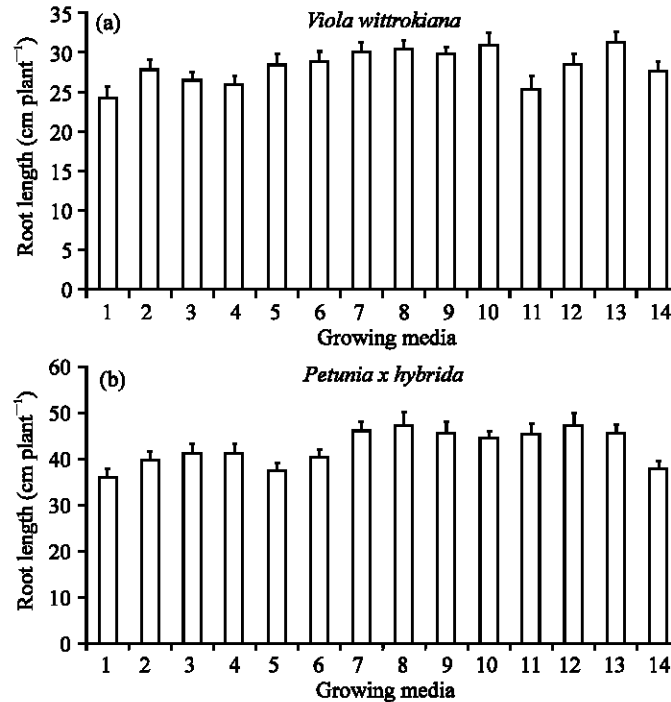 (a)
Viola wittrokiana
Root length (cm plant⁻¹)
35
30
25
20
15
10
5
0
1 2 3 4 5 6 7 8 9 10 11 12 13 14
Growing media
(b)
Petunia x hybrida
Root length (cm plant⁻¹)
60
50
40
30
20
10
0
1 2 3 4 5 6 7 8 9 10 11 12 13 14
Growing media